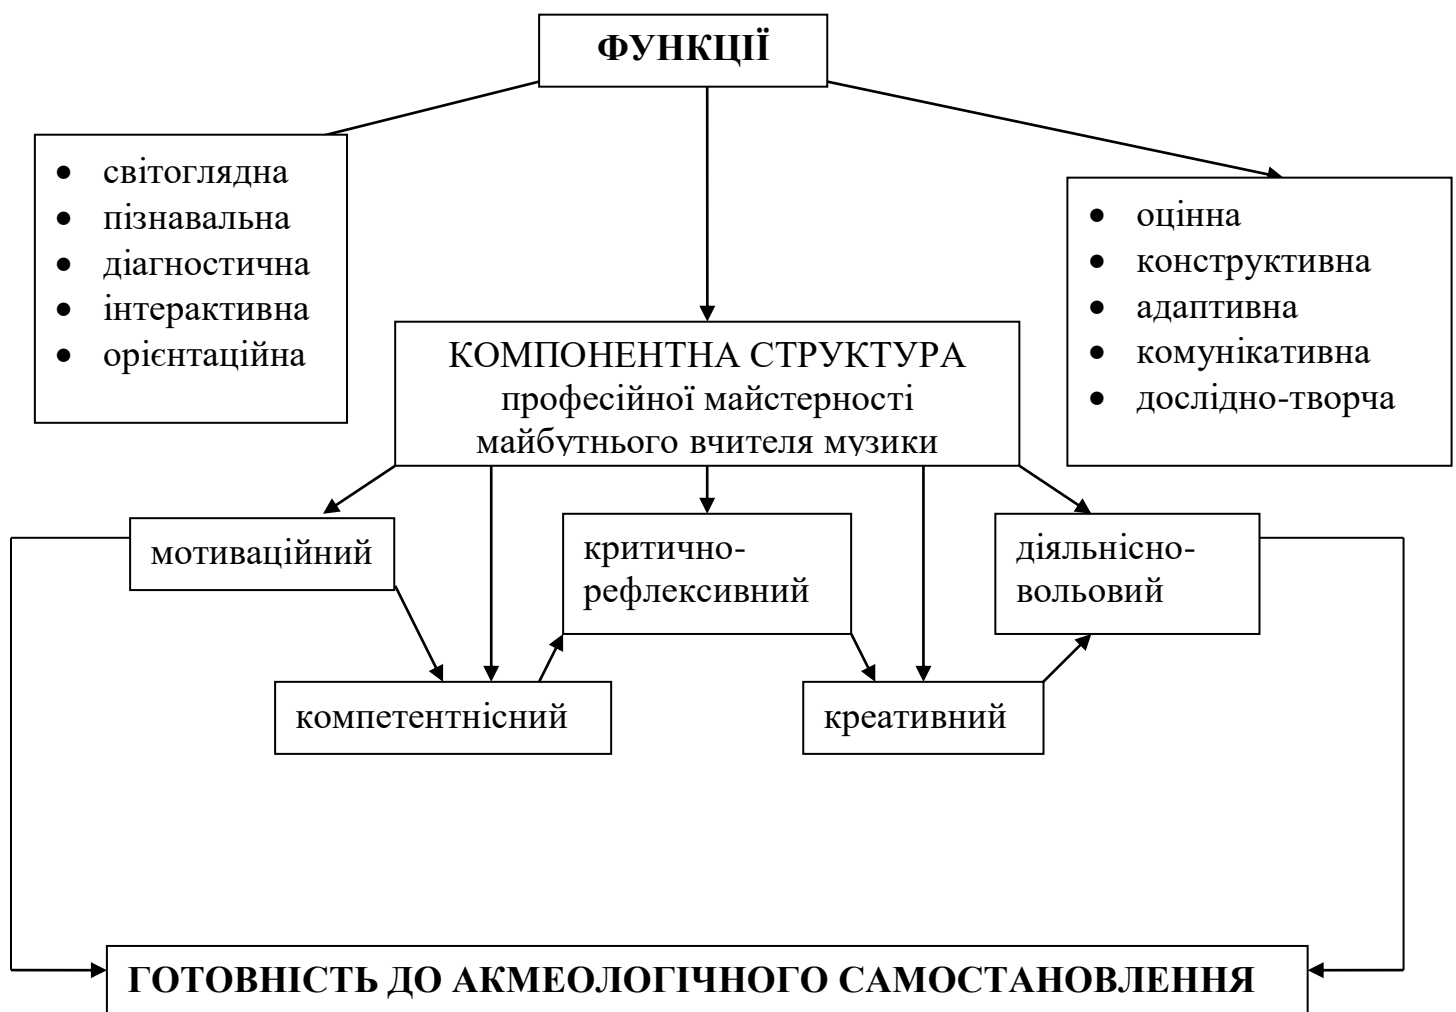 ФУНКЦІЇ
• світоглядна
• пізнавальна
• діагностична
• інтерактивна
• орієнтаційна
• оцінна
• конструктивна
• адаптивна
• комунікативна
• дослідно-творча
КОМПОНЕНТНА СТРУКТУРА
професійної майстерності
майбутнього вчителя музики
мотиваційний
критично-
рефлексивний
діяльнісно-
вольовий
компетентнісний
креативний
ГОТОВНІСТЬ ДО АКМЕОЛОГІЧНОГО САМОСТАНОВЛЕННЯ